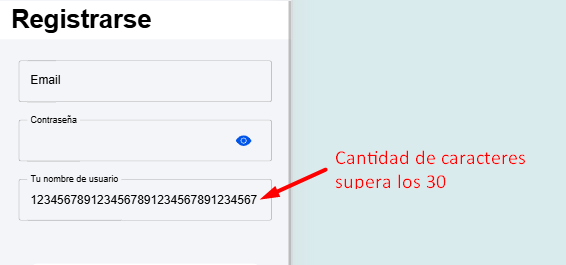 Registrarse
Email
Contraseña
Cantidad de caracteres
supera los 30
Tu nombre de usuario
1234567891234567891234567891234567